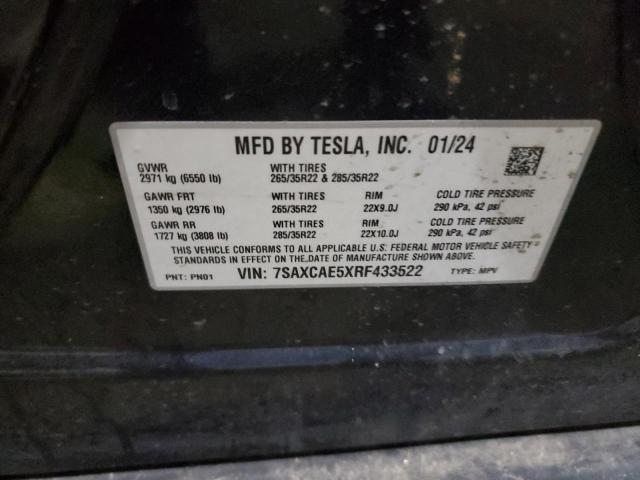 MFD BY TESLA, INC. 01/24
GVWR WITH TIRES
2971 kg (6550 lb) 265/35R22 & 285/35R22
GAWR FRT WITH TIRES RIM COLD TIRE PRESSURE
1350 kg (2976 lb) 265/35R22 22X9.0J 290 kPa, 42 psi
GAWR RR WITH TIRES RIM COLD TIRE PRESSURE
1727 kg (3808 lb) 285/35R22 22X10.0J 290 kPa, 42 psi
THIS VEHICLE CONFORMS TO ALL APPLICABLE U.S. FEDERAL MOTOR VEHICLE SAFETY
STANDARDS IN EFFECT ON THE DATE OF MANUFACTURE SHOWN ABOVE.
PNT: PN01 VIN: 7SAXCAE5XRF433522 TYPE: MPV